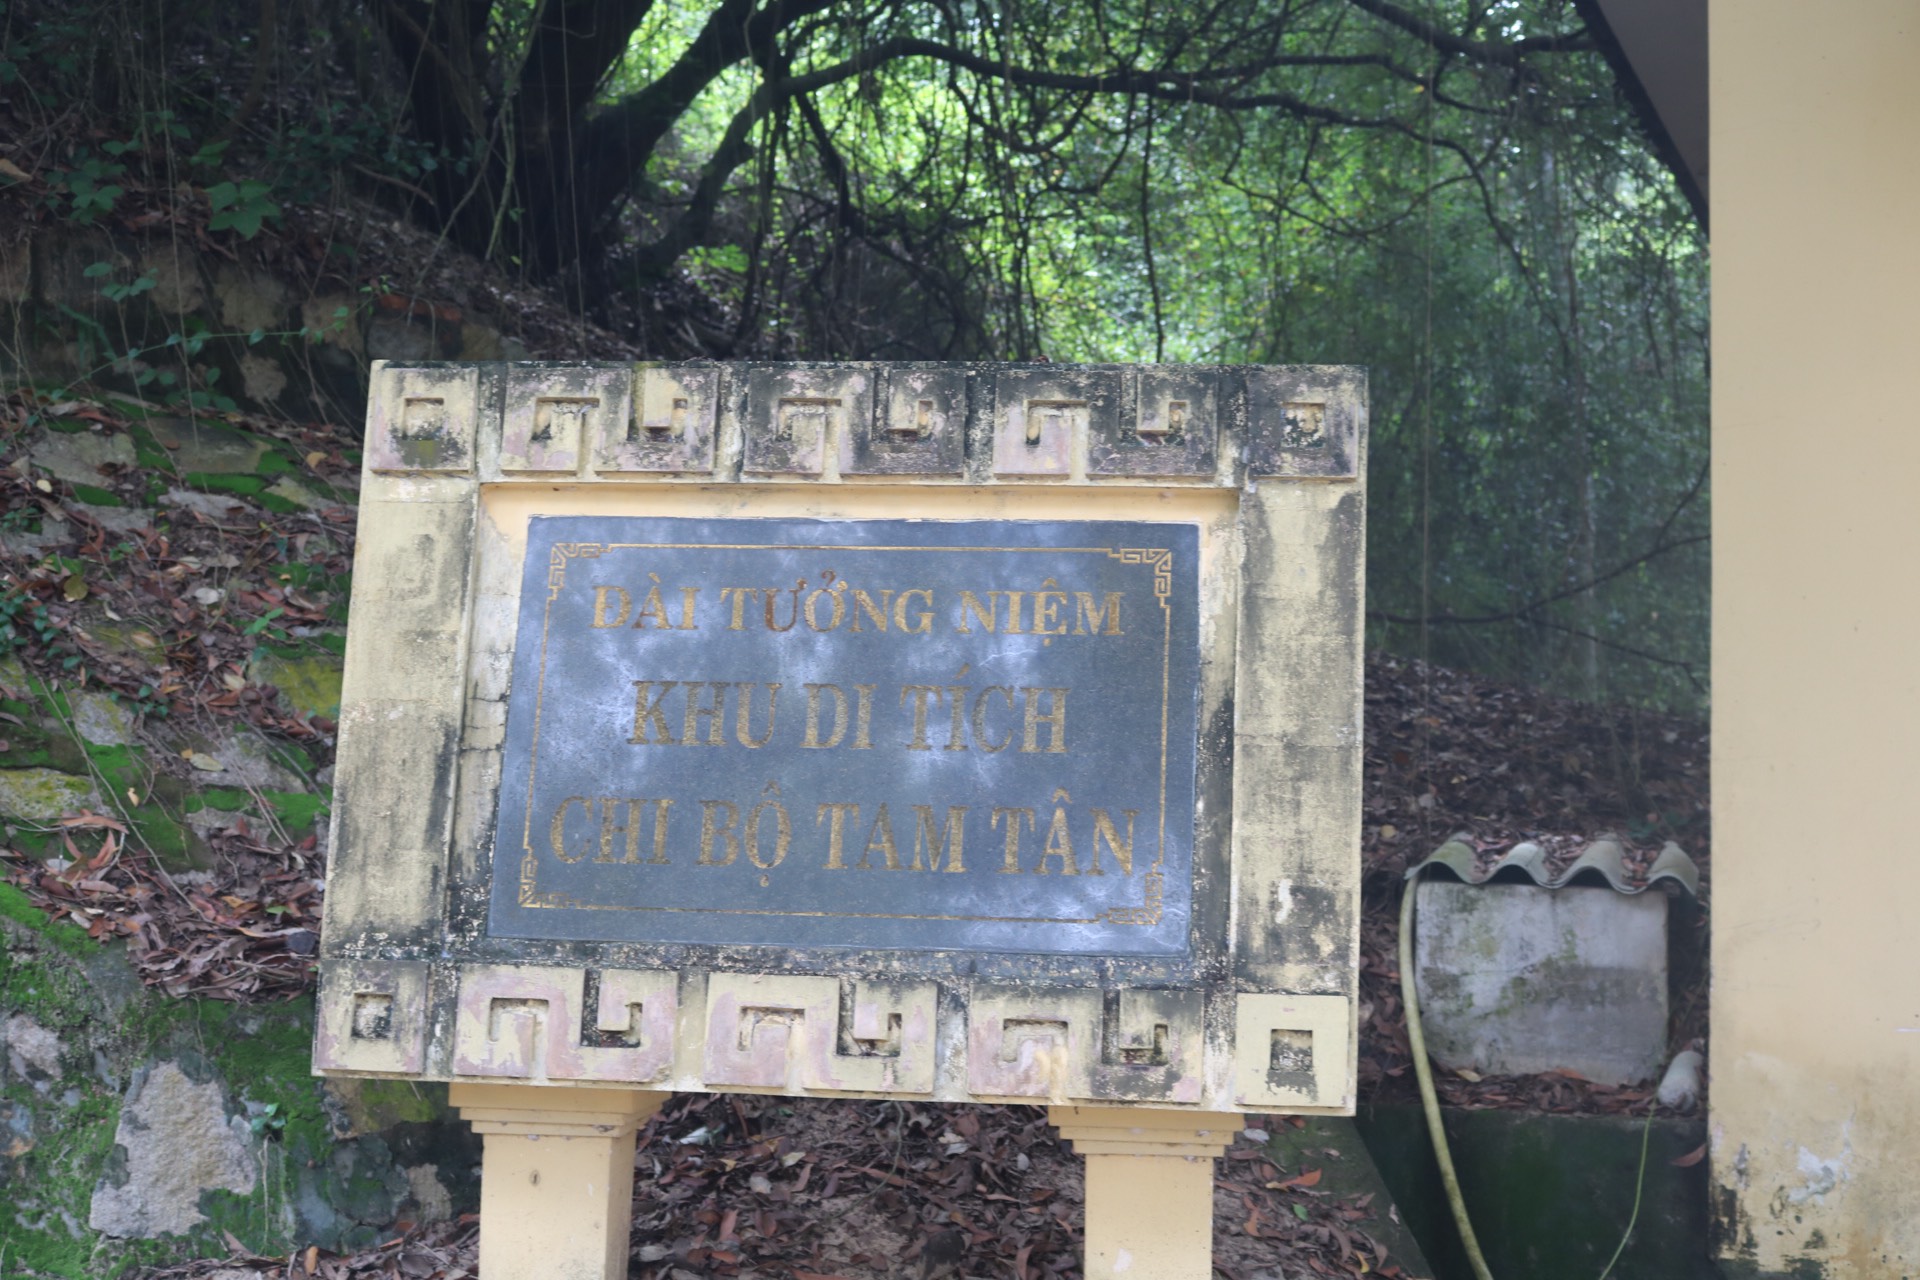 ĐÀI TƯỞNG NIỆM
KHU DI TÍCH
CHI BỘ TAM TÂN